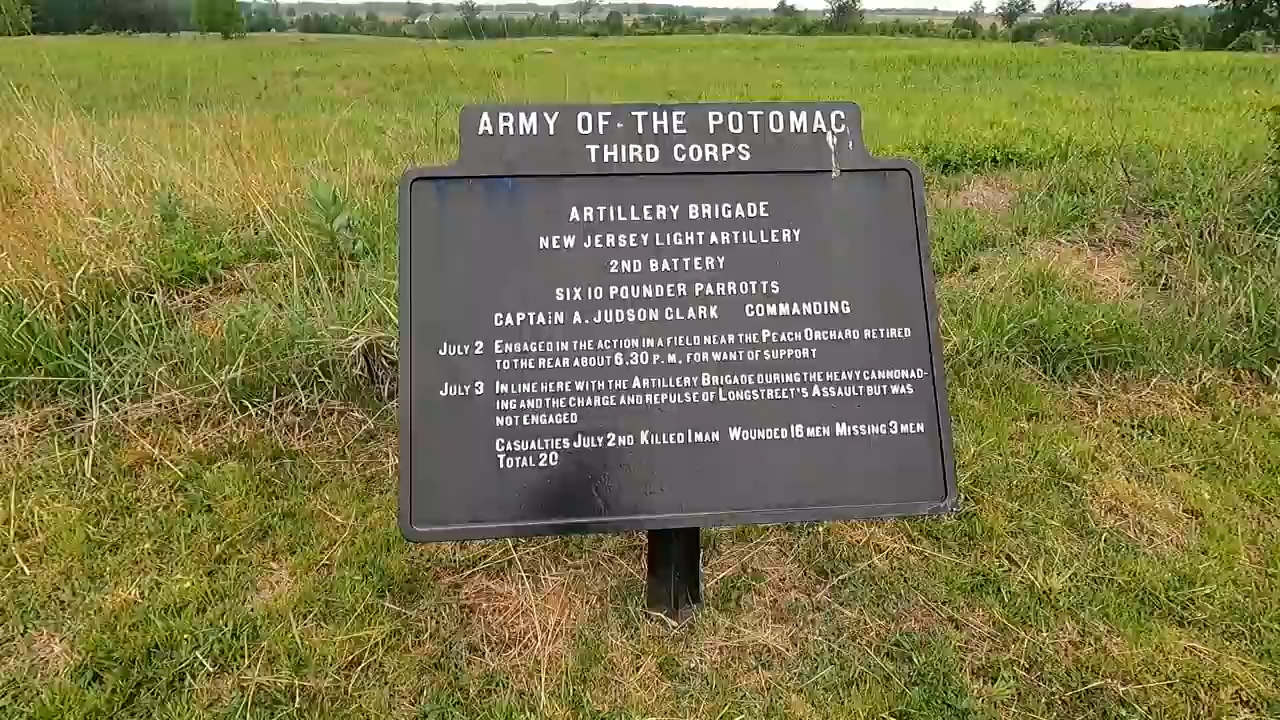 ARMY OF THE POTOMAC
THIRD CORPS
ARTILLERY BRIGADE
NEW JERSEY LIGHT ARTILLERY
2ND BATTERY
SIX 10 POUNDER PARROTTS
CAPTAIN A. JUDSON CLARK COMMANDING
JULY 2 ENGAGED IN THE ACTION IN A FIELD NEAR THE PEACH ORCHARD RETIRED
TO THE REAR ABOUT 6.30 P.M. FOR WANT OF SUPPORT
JULY 3 IN LINE HERE WITH THE ARTILLERY BRIGADE DURING THE HEAVY CANNONAD-
ING AND THE CHARGE AND REPULSE OF LONGSTREET'S ASSAULT BUT WAS
NOT ENGAGED
CASUALTIES JULY 2ND KILLED 1 MAN WOUNDED 16 MEN MISSING 3 MEN
TOTAL 20